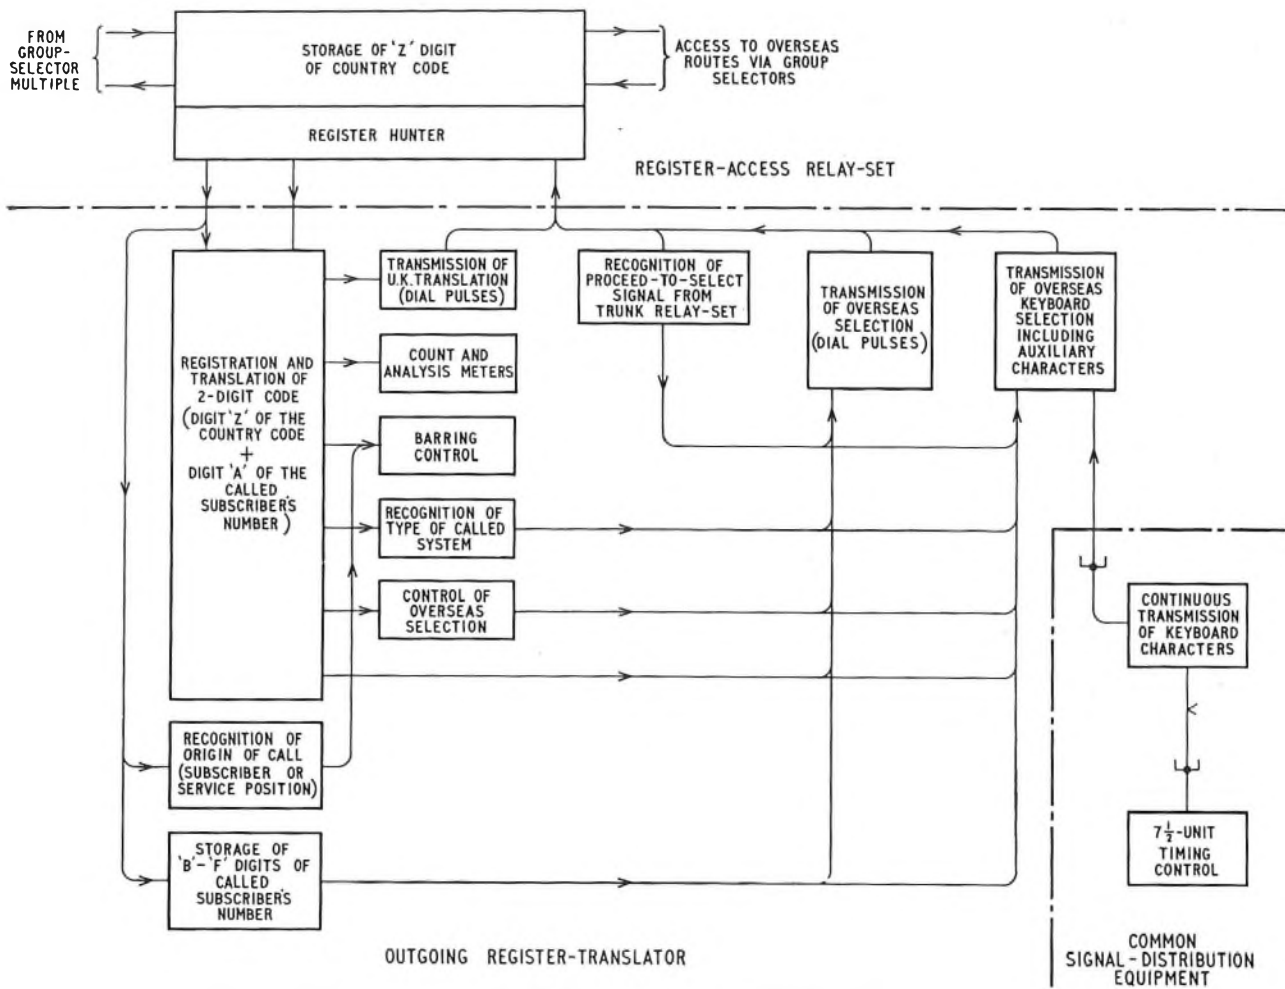 FROM
GROUP-
SELECTOR
MULTIPLE
STORAGE OF 'Z' DIGIT
OF COUNTRY CODE
ACCESS TO OVERSEAS
ROUTES VIA GROUP
SELECTORS
REGISTER HUNTER
REGISTER-ACCESS RELAY-SET
REGISTRATION AND
TRANSLATION OF
2-DIGIT CODE
(DIGIT 'Z' OF THE
COUNTRY CODE
+
DIGIT 'A' OF THE
CALLED
SUBSCRIBER'S
NUMBER)
TRANSMISSION OF
U.K. TRANSLATION
(DIAL PULSES)
COUNT AND
ANALYSIS METERS
BARRING
CONTROL
RECOGNITION OF
TYPE OF CALLED
SYSTEM
CONTROL OF
OVERSEAS
SELECTION
RECOGNITION OF
PROCEED-TO-SELECT
SIGNAL FROM
TRUNK RELAY-SET
TRANSMISSION
OF OVERSEAS
SELECTION
(DIAL PULSES)
TRANSMISSION
OF OVERSEAS
KEYBOARD
SELECTION
INCLUDING
AUXILIARY
CHARACTERS
RECOGNITION OF
ORIGIN OF CALL
(SUBSCRIBER OR
SERVICE POSITION)
STORAGE OF
'B'-'F' DIGITS OF
CALLED
SUBSCRIBER'S
NUMBER
CONTINUOUS
TRANSMISSION
OF KEYBOARD
CHARACTERS
7½-UNIT
TIMING
CONTROL
OUTGOING REGISTER-TRANSLATOR
COMMON
SIGNAL-DISTRIBUTION
EQUIPMENT